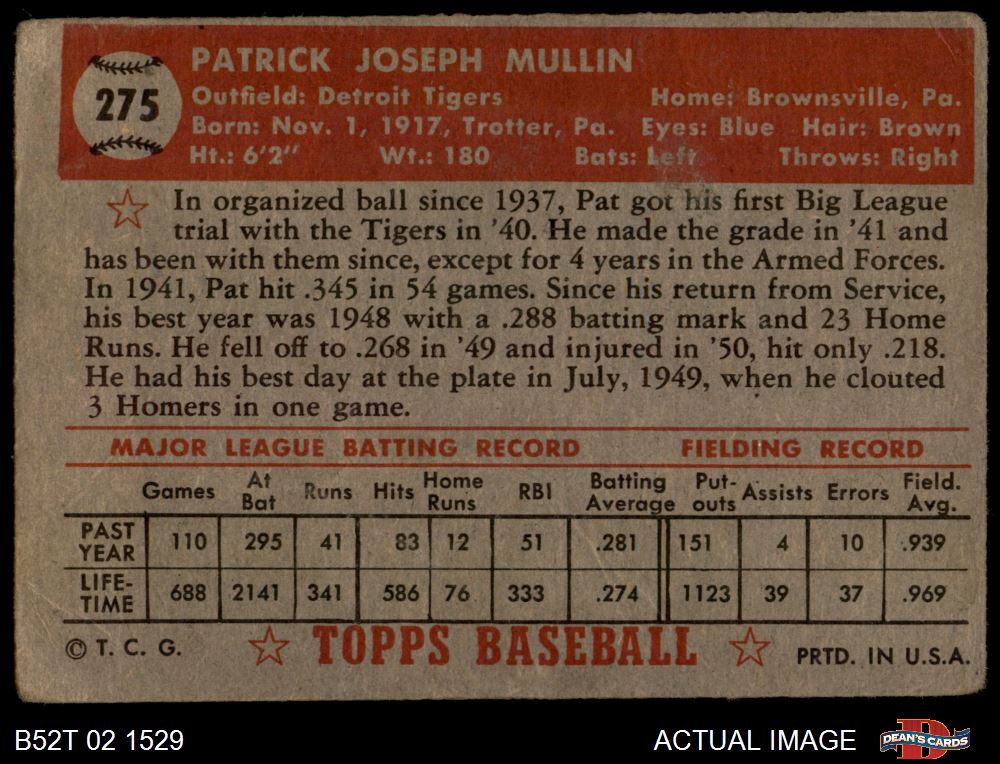 275
PATRICK JOSEPH MULLIN
Outfield: Detroit Tigers Home: Brownsville, Pa.
Born: Nov. 1, 1917, Trotter, Pa. Eyes: Blue Hair: Brown
Ht.: 6'2" Wt.: 180 Bats: Left Throws: Right
In organized ball since 1937, Pat got his first Big League
trial with the Tigers in '40. He made the grade in '41 and
has been with them since, except for 4 years in the Armed Forces.
In 1941, Pat hit .345 in 54 games. Since his return from Service,
his best year was 1948 with a .288 batting mark and 23 Home
Runs. He fell off to .268 in '49 and injured in '50, hit only .218.
He had his best day at the plate in July, 1949, when he clouted
3 Homers in one game.
MAJOR LEAGUE BATTING RECORD FIELDING RECORD
Games At Bat Runs Hits Home Runs RBI Batting Average Put-outs Assists Errors Field. Avg.
PAST YEAR 110 295 41 83 12 51 .281 151 4 10 .939
LIFE-TIME 688 2141 341 586 76 333 .274 1123 39 37 .969
© T. C. G. TOPPS BASEBALL PRTD. IN U.S.A.
B52T 02 1529 ACTUAL IMAGE DEAN'S CARDS